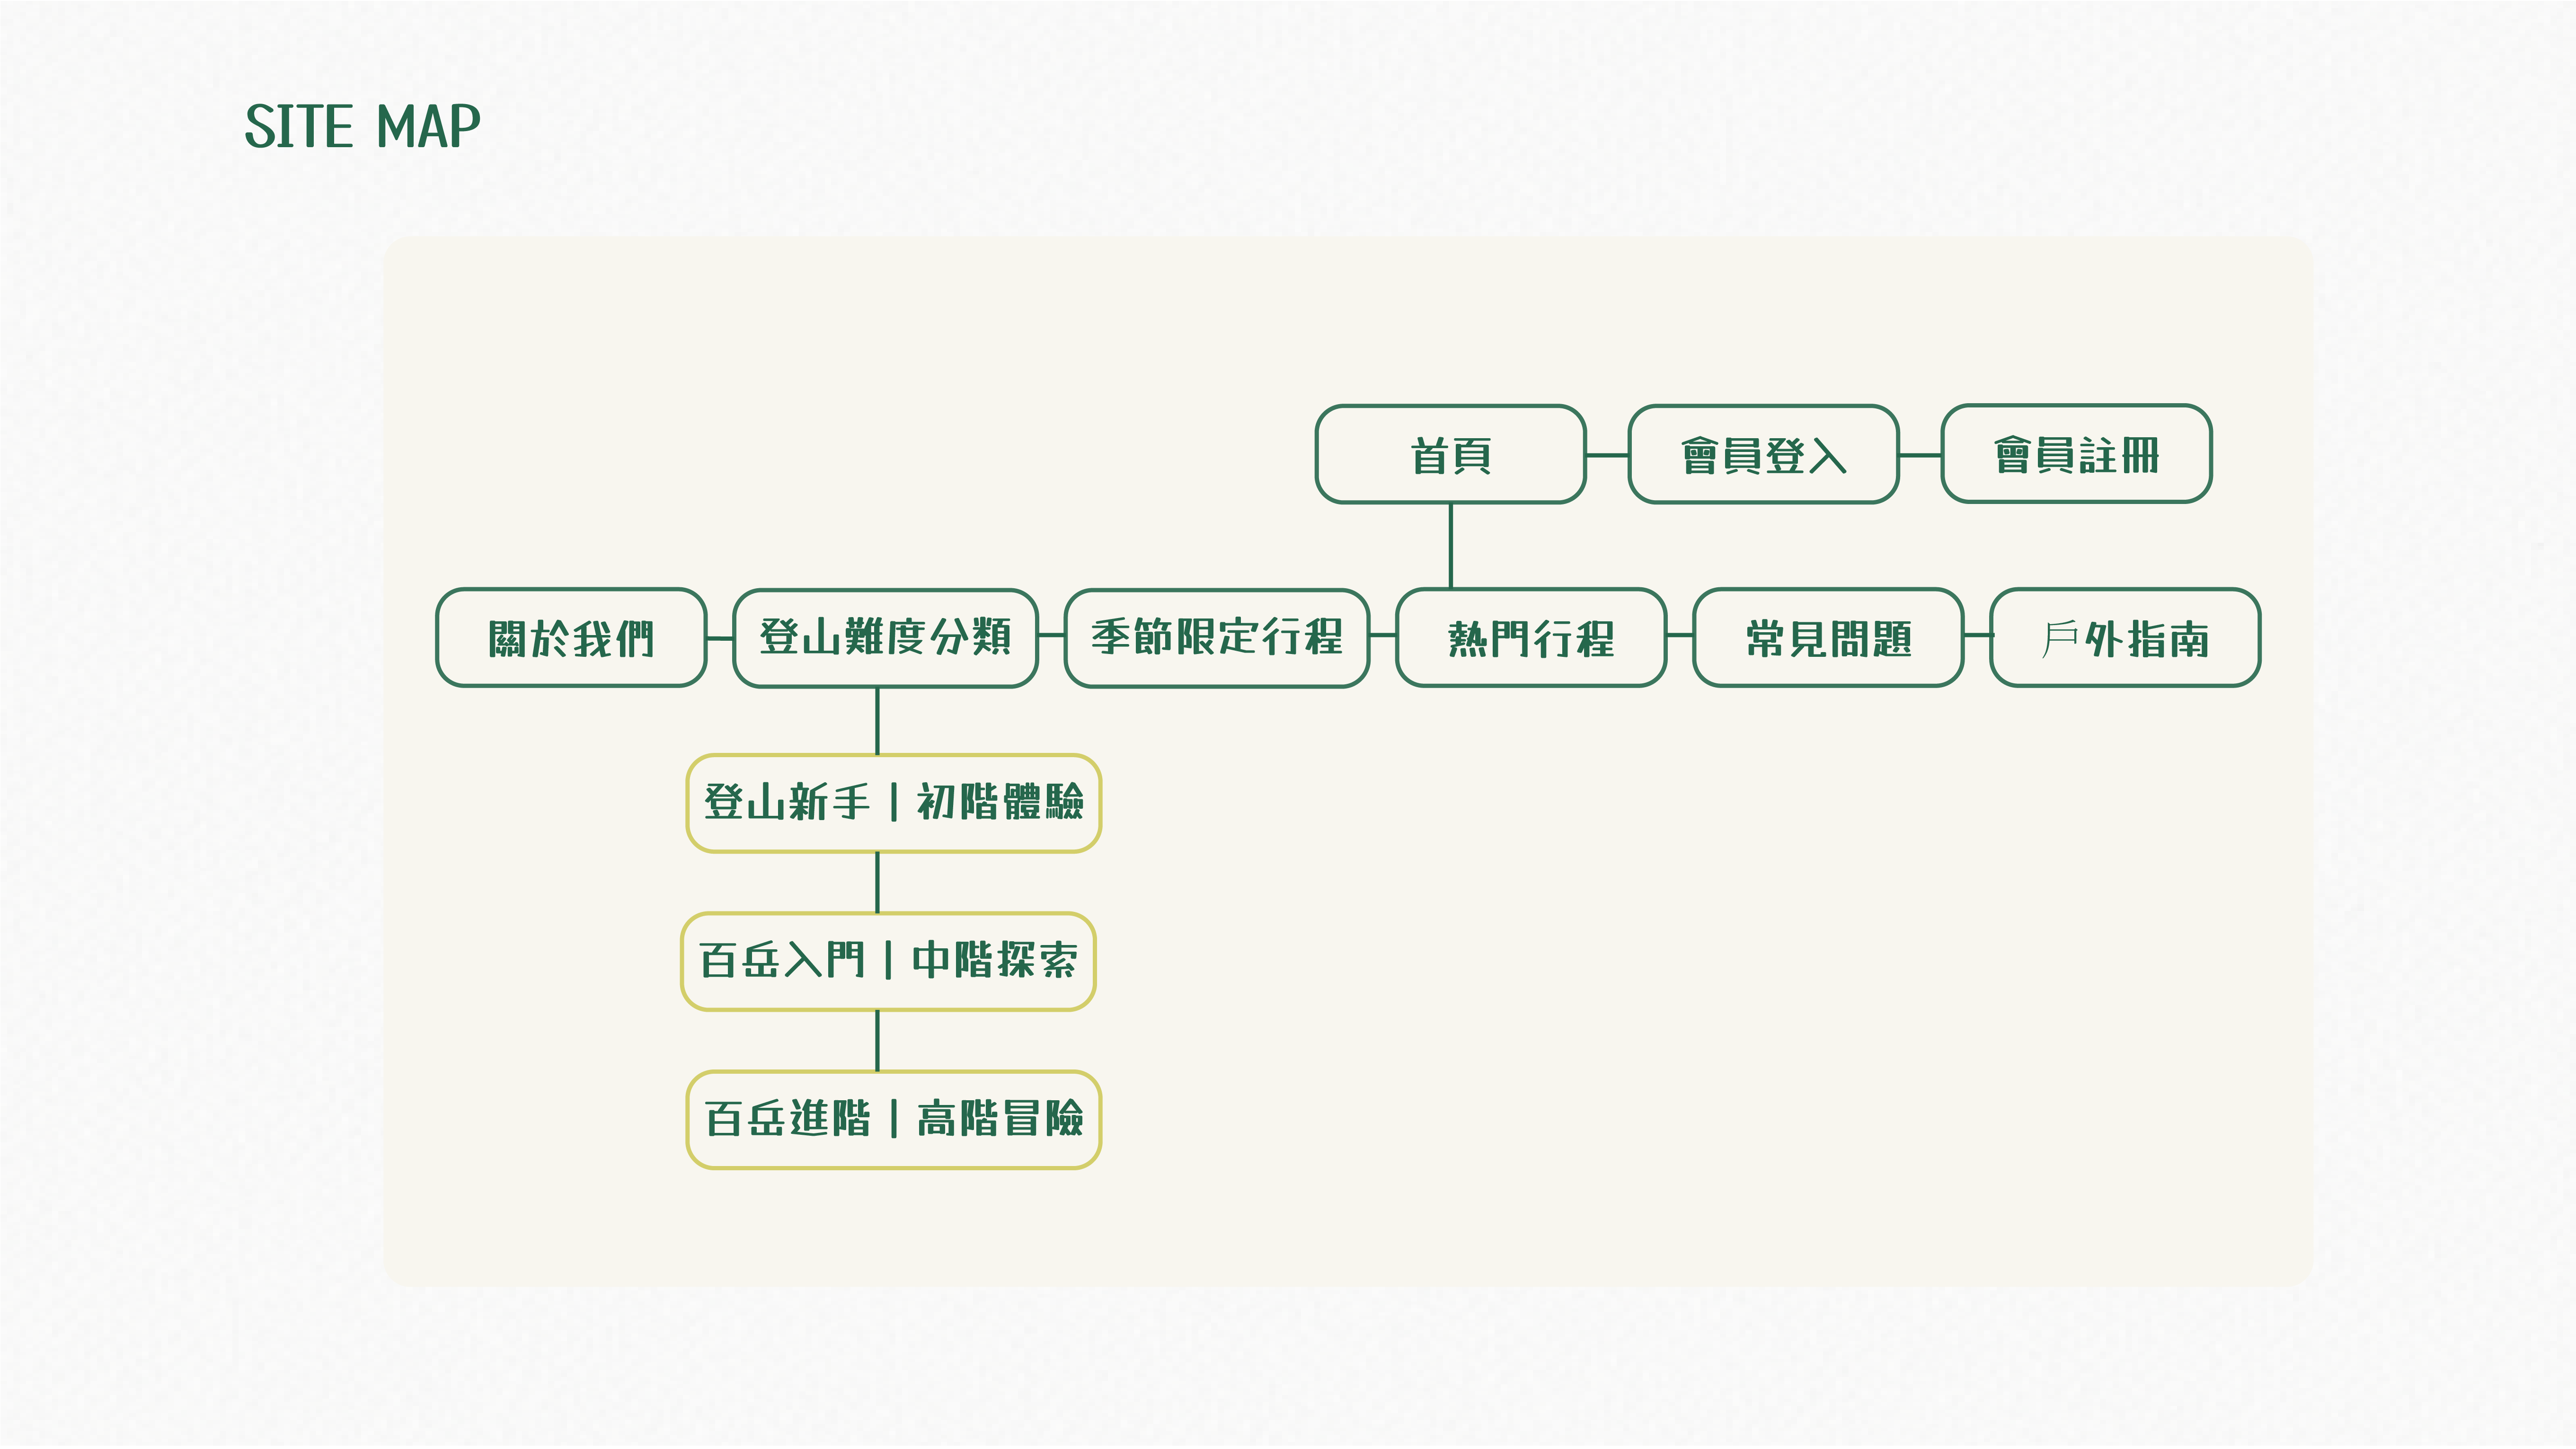 SITE MAP
首頁
會員登入
會員註冊
關於我們
登山難度分類
季節限定行程
熱門行程
常見問題
戶外指南
登山新手｜初階體驗
百岳入門｜中階探索
百岳進階｜高階冒險